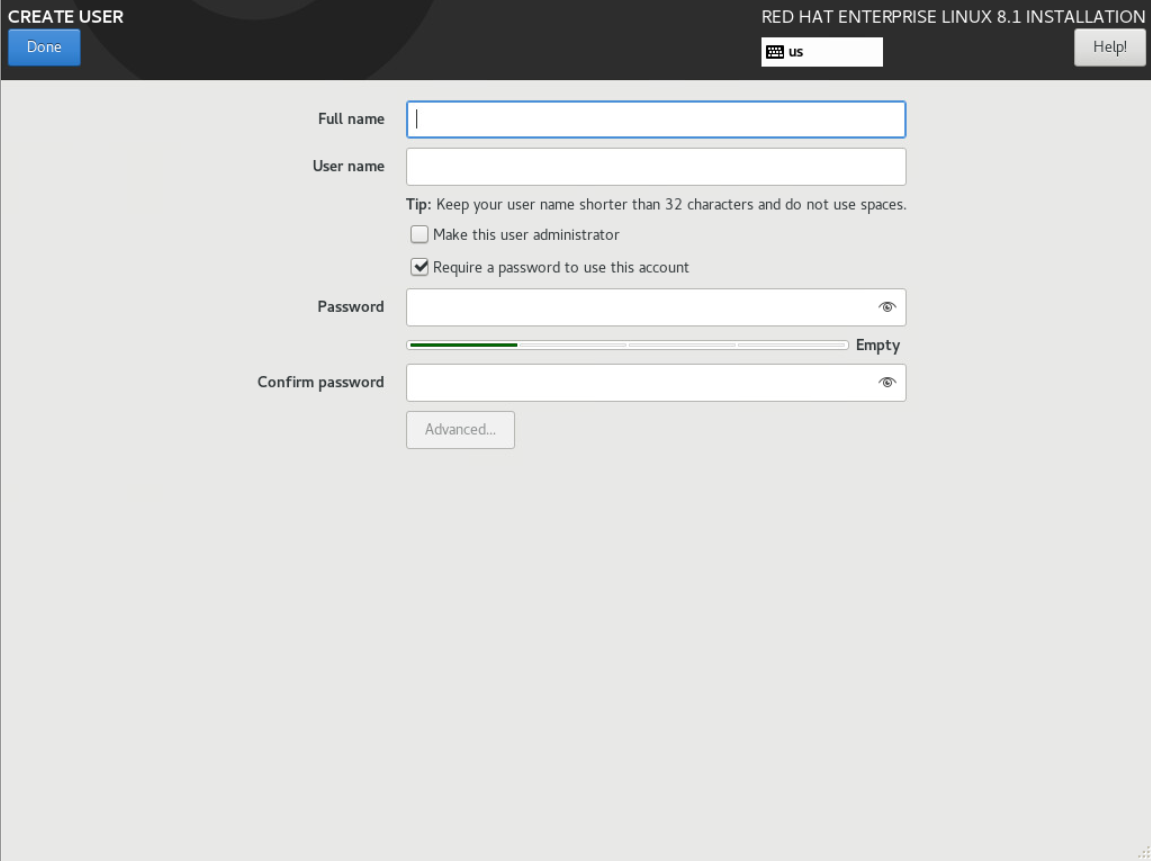 CREATE USER
RED HAT ENTERPRISE LINUX 8.1 INSTALLATION
Done
us
Help!
Full name
User name
Tip: Keep your user name shorter than 32 characters and do not use spaces.
Make this user administrator
Require a password to use this account
Password
Empty
Confirm password
Advanced...